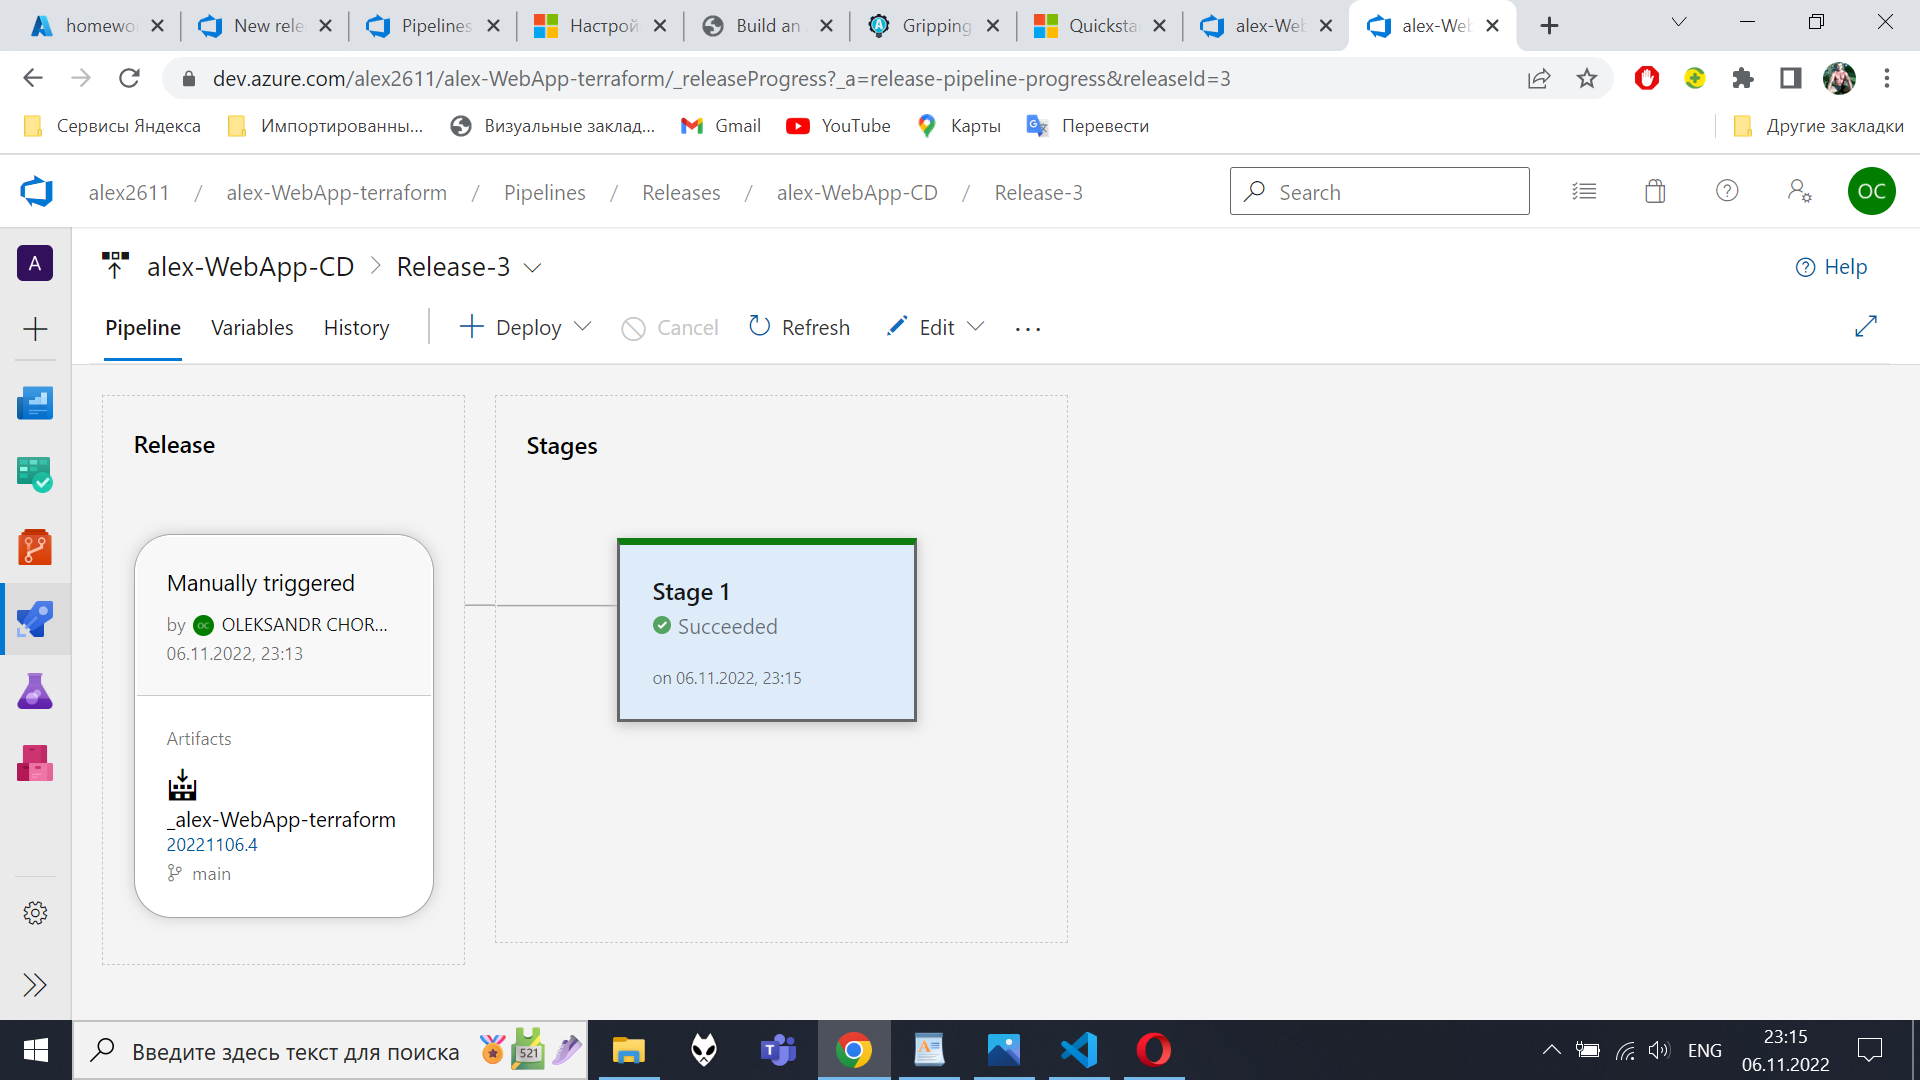 homewo
New rele
Pipelines
Настрой
Build an
Gripping
Quicksta
alex-Web
alex-Web
dev.azure.com/alex2611/alex-WebApp-terraform/_releaseProgress?_a=release-pipeline-progress&releaseId=3
Сервисы Яндекса
Импортированны...
Визуальные заклад...
Gmail
YouTube
Карты
Перевести
Другие закладки
alex2611 / alex-WebApp-terraform / Pipelines / Releases / alex-WebApp-CD / Release-3
Search
OC
A
alex-WebApp-CD > Release-3
Help
Pipeline
Variables
History
Deploy
Cancel
Refresh
Edit
...
Release
Stages
Manually triggered
by OC OLEKSANDR CHOR...
06.11.2022, 23:13
Stage 1
Succeeded
on 06.11.2022, 23:15
Artifacts
_alex-WebApp-terraform
20221106.4
main
Введите здесь текст для поиска
521
ENG
23:15
06.11.2022